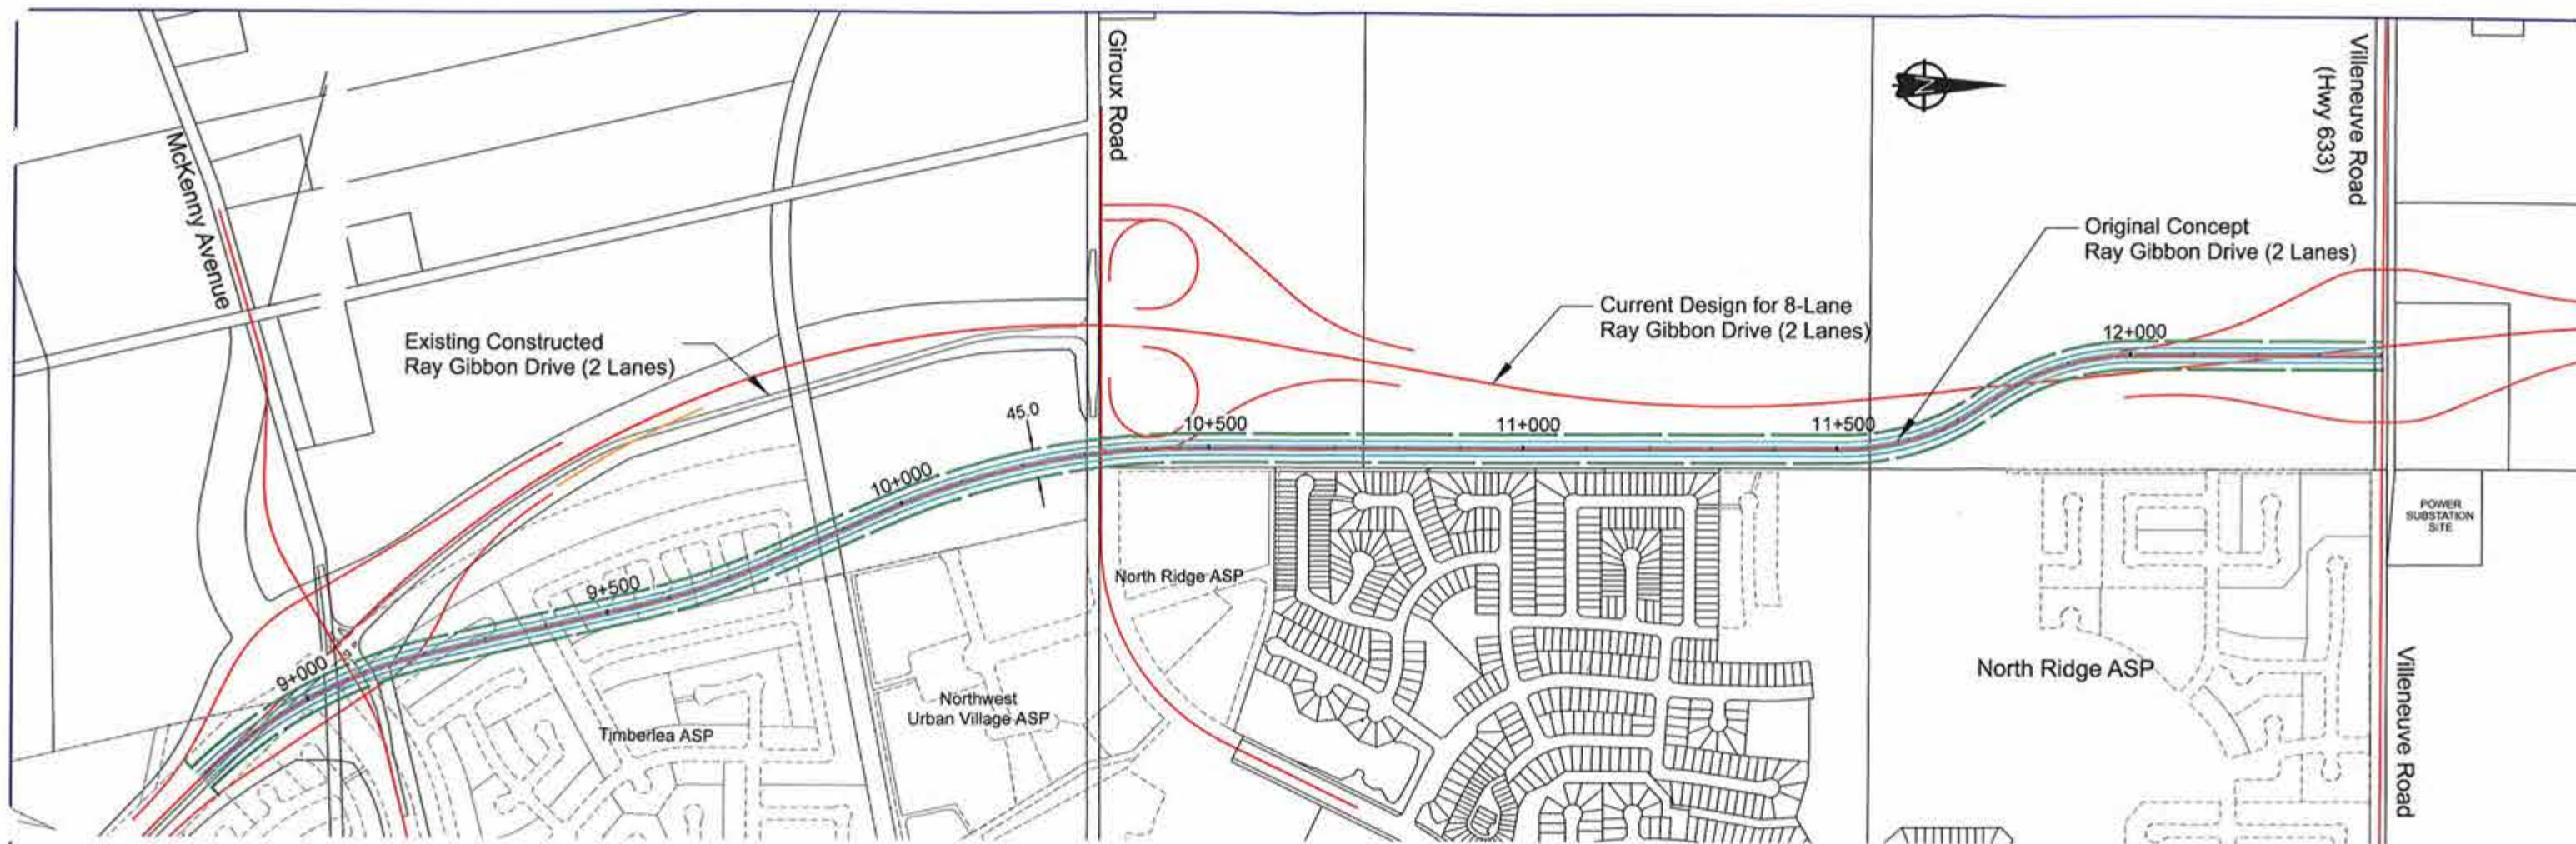 McKenny Avenue
Giroux Road
Villeneuve Road
(Hwy 633)
N
Original Concept
Ray Gibbon Drive (2 Lanes)
Current Design for 8-Lane
Ray Gibbon Drive (2 Lanes)
Existing Constructed
Ray Gibbon Drive (2 Lanes)
45.0
9+000
9+500
10+000
10+500
11+000
11+500
12+000
POWER
SUBSTATION
SITE
North Ridge ASP
North Ridge ASP
Northwest
Urban Village ASP
Timberlea ASP
Villeneuve Road